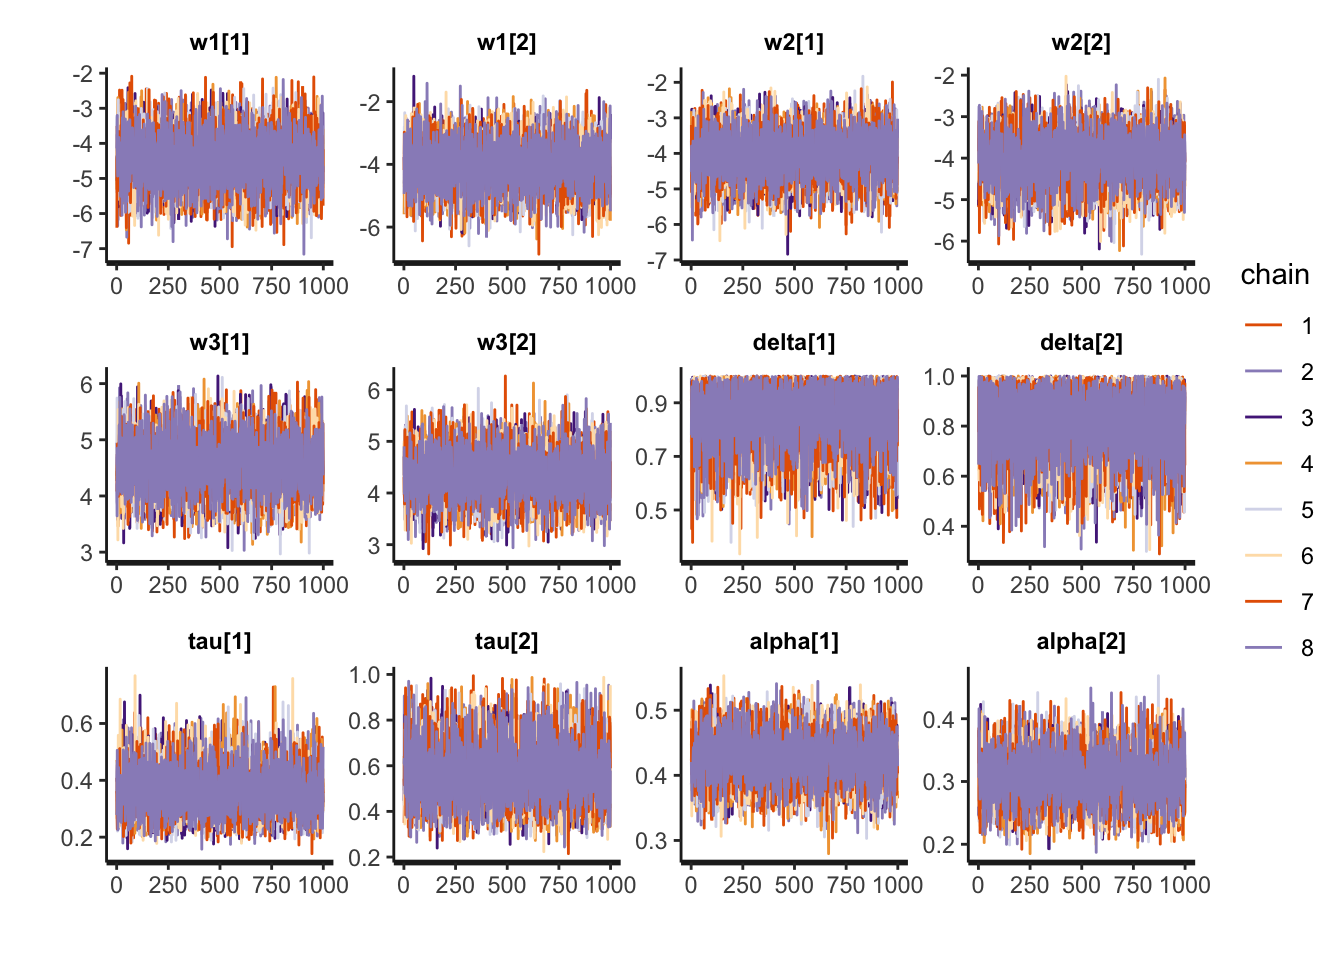 w1[1] w1[2] w2[1] w2[2]
-2 -3 -4 -5 -6 -7
-2 -4 -6
-2 -3 -4 -5 -6 -7
-2 -3 -4 -5 -6
0 250 500 750 1000 0 250 500 750 1000 0 250 500 750 1000 0 250 500 750 1000
w3[1] w3[2] delta[1] delta[2]
6 5 4 3
6 5 4 3
0.9 0.7 0.5
1.0 0.8 0.6 0.4
0 250 500 750 1000 0 250 500 750 1000 0 250 500 750 1000 0 250 500 750 1000
tau[1] tau[2] alpha[1] alpha[2]
0.6 0.4 0.2
1.0 0.8 0.6 0.4 0.2
0.5 0.4 0.3
0.4 0.3 0.2
0 250 500 750 1000 0 250 500 750 1000 0 250 500 750 1000 0 250 500 750 1000
chain
1
2
3
4
5
6
7
8